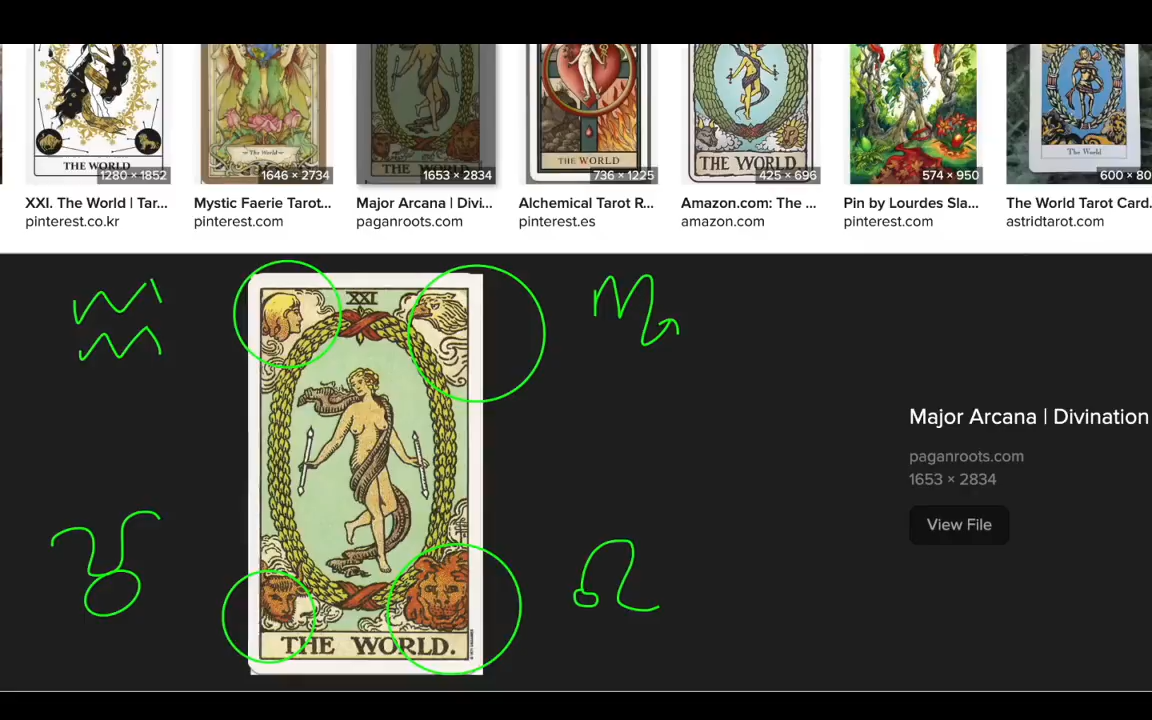 THE WORLD
1280 × 1852
The World
1646 × 2734
THE
1653 × 2834
THE WORLD
736 × 1225
THE WORLD
425 × 696
574 × 950
The World
600 × 80
XXI. The World | Tar...
pinterest.co.kr
Mystic Faerie Tarot...
pinterest.com
Major Arcana | Divi...
paganroots.com
Alchemical Tarot R...
pinterest.es
Amazon.com: The ...
amazon.com
Pin by Lourdes Sla...
pinterest.com
The World Tarot Card.
astridtarot.com
XXI
♒
♏
♉
♌
THE WORLD.
Major Arcana | Divination
paganroots.com
1653 × 2834
View File